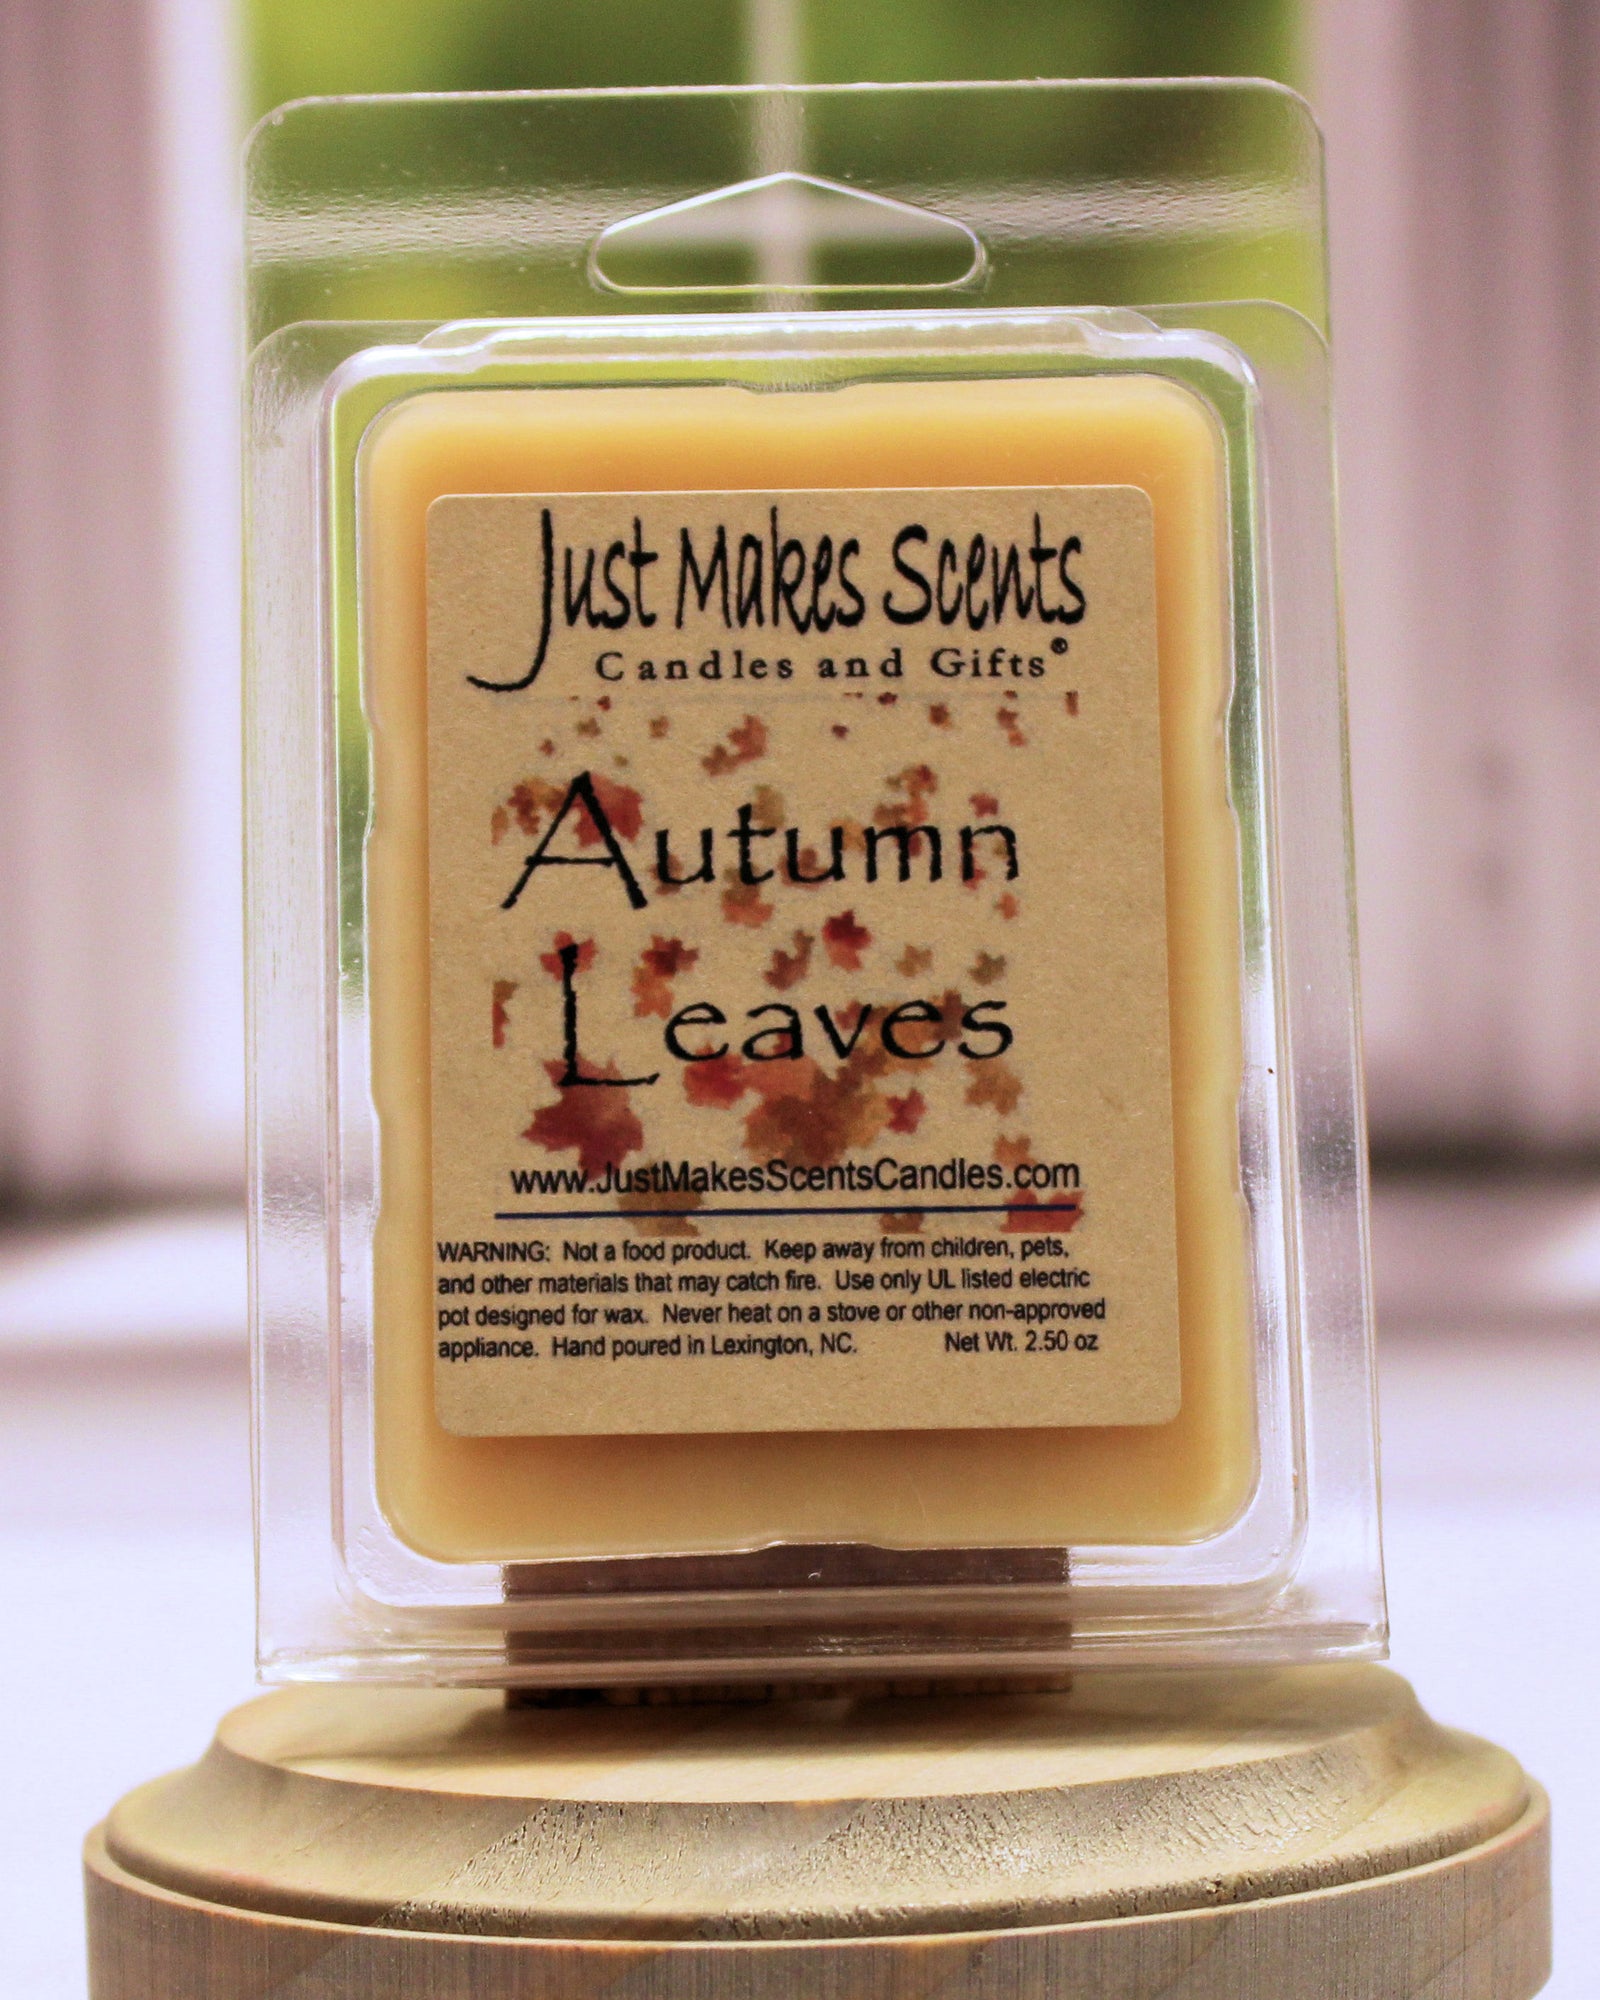 Just Makes Scents
Candles and Gifts®
Autumn
Leaves
www.JustMakesScentsCandles.com
WARNING: Not a food product. Keep away from children, pets,
and other materials that may catch fire. Use only UL listed electric
pot designed for wax. Never heat on a stove or other non-approved
appliance. Hand poured in Lexington, NC. Net Wt. 2.50 oz